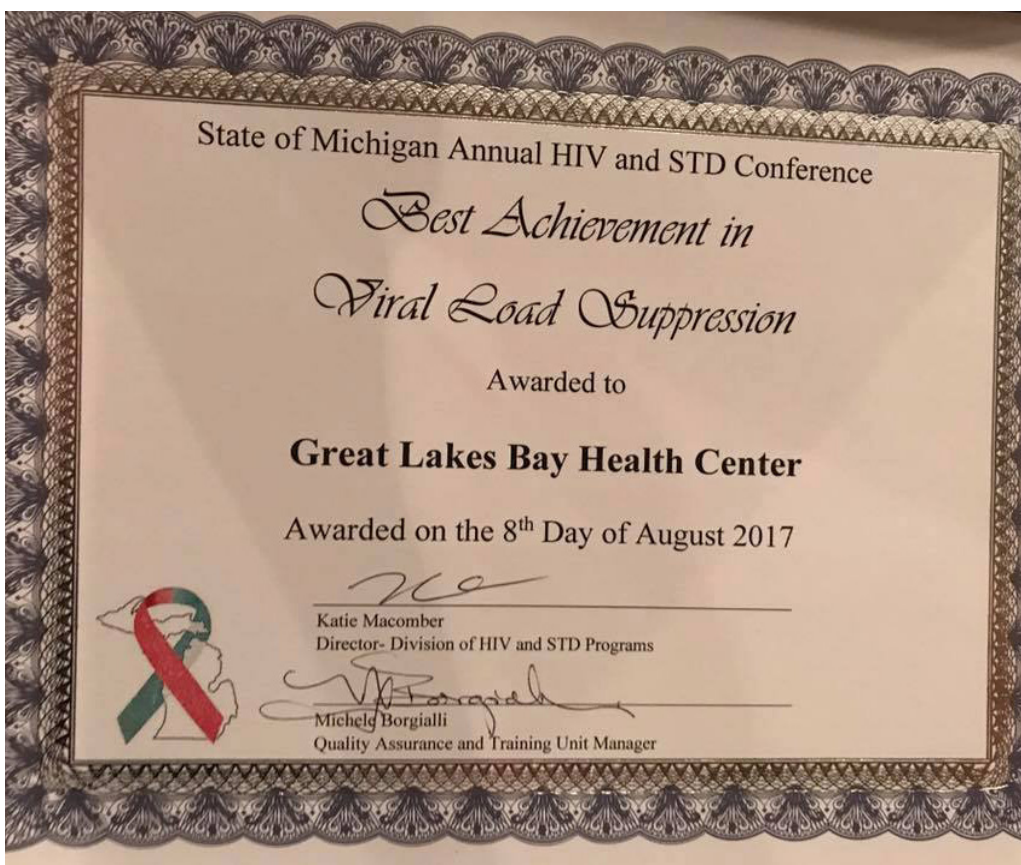 State of Michigan Annual HIV and STD Conference
Best Achievement in
Viral Load Suppression
Awarded to
Great Lakes Bay Health Center
Awarded on the 8th Day of August 2017
Katie Macomber
Director- Division of HIV and STD Programs
Michele Borgialli
Quality Assurance and Training Unit Manager